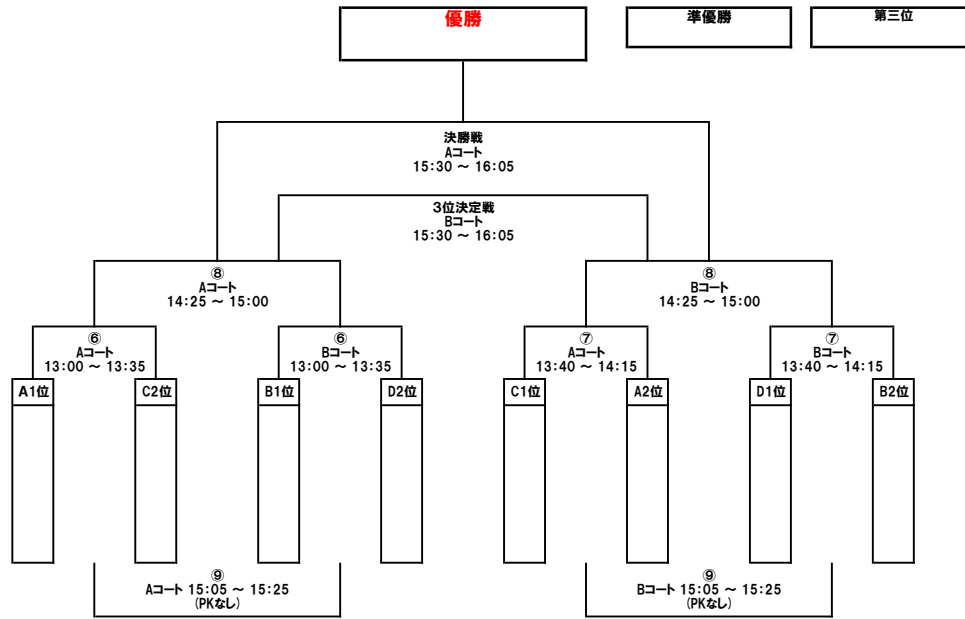 優勝
準優勝
第三位
決勝戦
Aコート
15:30 ～ 16:05
3位決定戦
Bコート
15:30 ～ 16:05
⑧
Aコート
14:25 ～ 15:00
⑧
Bコート
14:25 ～ 15:00
⑥
Aコート
13:00 ～ 13:35
⑥
Bコート
13:00 ～ 13:35
⑦
Aコート
13:40 ～ 14:15
⑦
Bコート
13:40 ～ 14:15
A1位
C2位
B1位
D2位
C1位
A2位
D1位
B2位
⑨
Aコート 15:05 ～ 15:25
(PKなし)
⑨
Bコート 15:05 ～ 15:25
(PKなし)